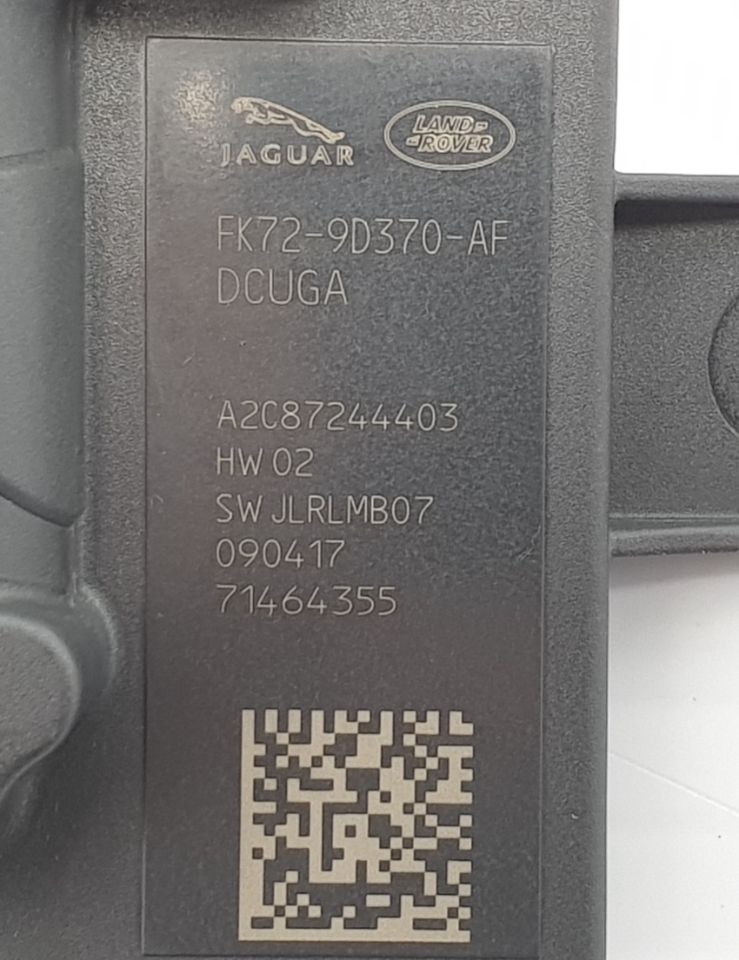 JAGUAR
LAND-
-ROVER
FK72-9D370-AF
DCUGA
A2C87244403
HW 02
SW JLRLMB07
090417
71464355